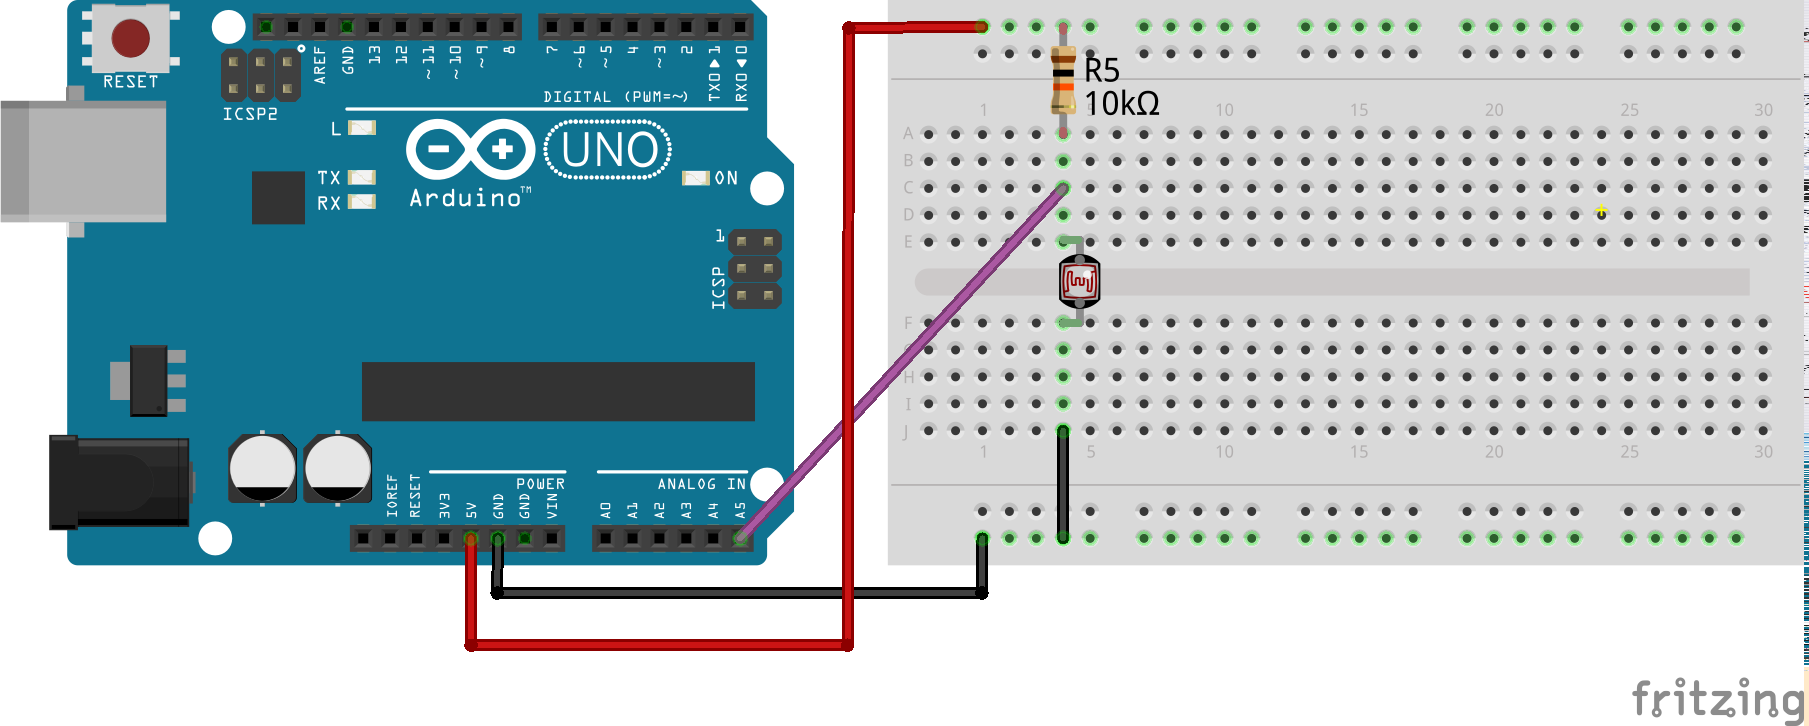 RESET
ICSP2
AREF
GND
13
12
~11
~10
~9
8
7
~6
~5
4
~3
2
TX0▶1
RX0◀0
DIGITAL (PWM=~)
L
TX
RX
UNO
Arduino™
ON
1
ICSP
IOREF
RESET
3V3
5V
GND
GND
VIN
POWER
A0
A1
A2
A3
A4
A5
ANALOG IN
R5
10kΩ
1 5 10 15 20 25 30
A
B
C
D
E
F
H
I
J
1 5 10 15 20 25 30
fritzing